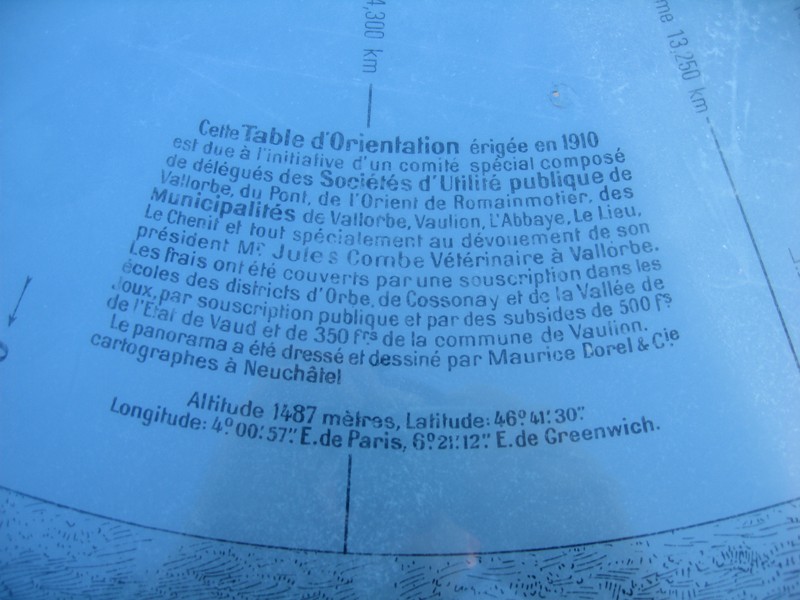 4,300 km
me 13,250 km
Cette Table d'Orientation érigée en 1910
est due à l'initiative d'un comité spécial composé
de délégués des Sociétés d'Utilité publique de
Vallorbe, du Pont, de l'Orient de Romainmotier, des
Municipalités de Vallorbe, Vaulion, L'Abbaye, Le Lieu,
Le Chenit et tout spécialement au dévouement de son
président Mr Jules Combe Vétérinaire à Vallorbe.
Les frais ont été couverts par une souscription dans les
écoles des districts d'Orbe, de Cossonay et de la Vallée de
Joux, par souscription publique et par des subsides de 500 fs
de l'Etat de Vaud et de 350 frs de la commune de Vaulion.
Le panorama a été dressé et dessiné par Maurice Borel & Cie
cartographes à Neuchâtel
Altitude 1487 mètres, Latitude: 46º 41' 30"
Longitude: 4º 00' 57" E. de Paris, 6º 21' 12" E. de Greenwich.